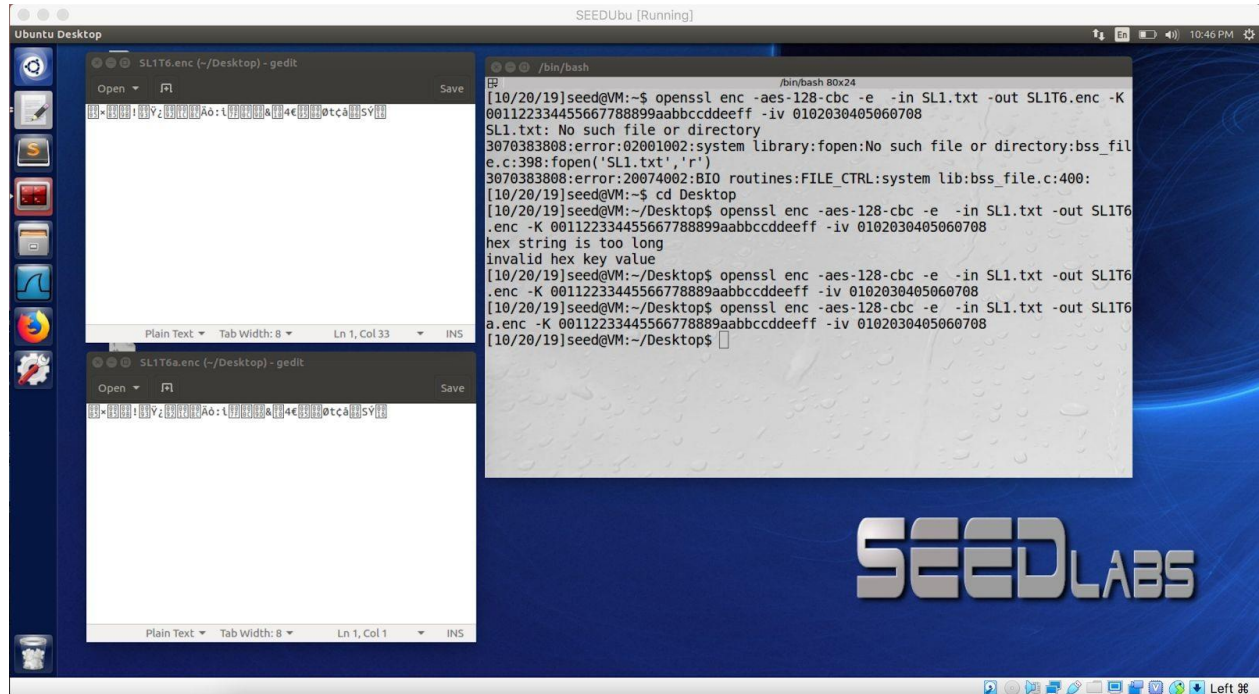 SEEDUbu [Running]
Ubuntu Desktop
En
10:46 PM
SL1T6.enc (~/Desktop) - gedit
Open
Save
Plain Text
Tab Width: 8
Ln 1, Col 33
INS
SL1T6a.enc (~/Desktop) - gedit
Open
Save
Plain Text
Tab Width: 8
Ln 1, Col 1
INS
/bin/bash
/bin/bash 80x24
[10/20/19]seed@VM:~$ openssl enc -aes-128-cbc -e  -in SL1.txt -out SL1T6.enc -K
001122334455667788899aabbccddeeff -iv 0102030405060708
SL1.txt: No such file or directory
3070383808:error:02001002:system library:fopen:No such file or directory:bss_fil
e.c:398:fopen('SL1.txt','r')
3070383808:error:20074002:BIO routines:FILE_CTRL:system lib:bss_file.c:400:
[10/20/19]seed@VM:~$ cd Desktop
[10/20/19]seed@VM:~/Desktop$ openssl enc -aes-128-cbc -e  -in SL1.txt -out SL1T6
.enc -K 001122334455667788899aabbccddeeff -iv 0102030405060708
hex string is too long
invalid hex key value
[10/20/19]seed@VM:~/Desktop$ openssl enc -aes-128-cbc -e  -in SL1.txt -out SL1T6
.enc -K 00112233445566778889aabbccddeeff -iv 0102030405060708
[10/20/19]seed@VM:~/Desktop$ openssl enc -aes-128-cbc -e  -in SL1.txt -out SL1T6
a.enc -K 00112233445566778889aabbccddeeff -iv 0102030405060708
[10/20/19]seed@VM:~/Desktop$
SEEDLABS
Left ⌘